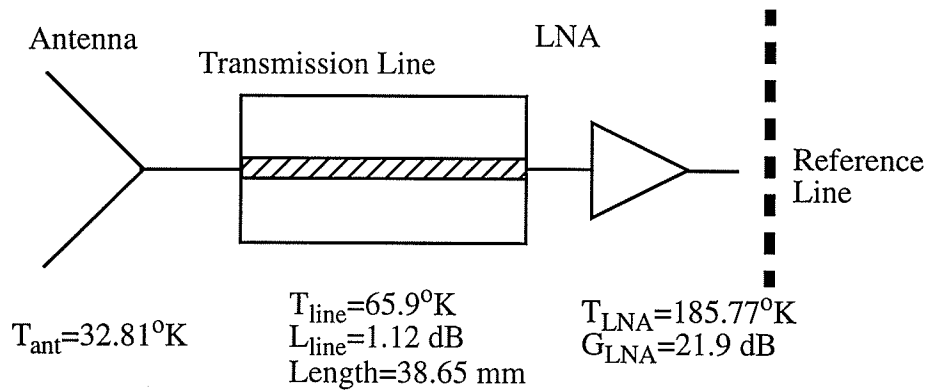 Antenna
Transmission Line
LNA
Reference
Line
T_ant=32.81°K
T_line=65.9°K
L_line=1.12 dB
Length=38.65 mm
T_LNA=185.77°K
G_LNA=21.9 dB